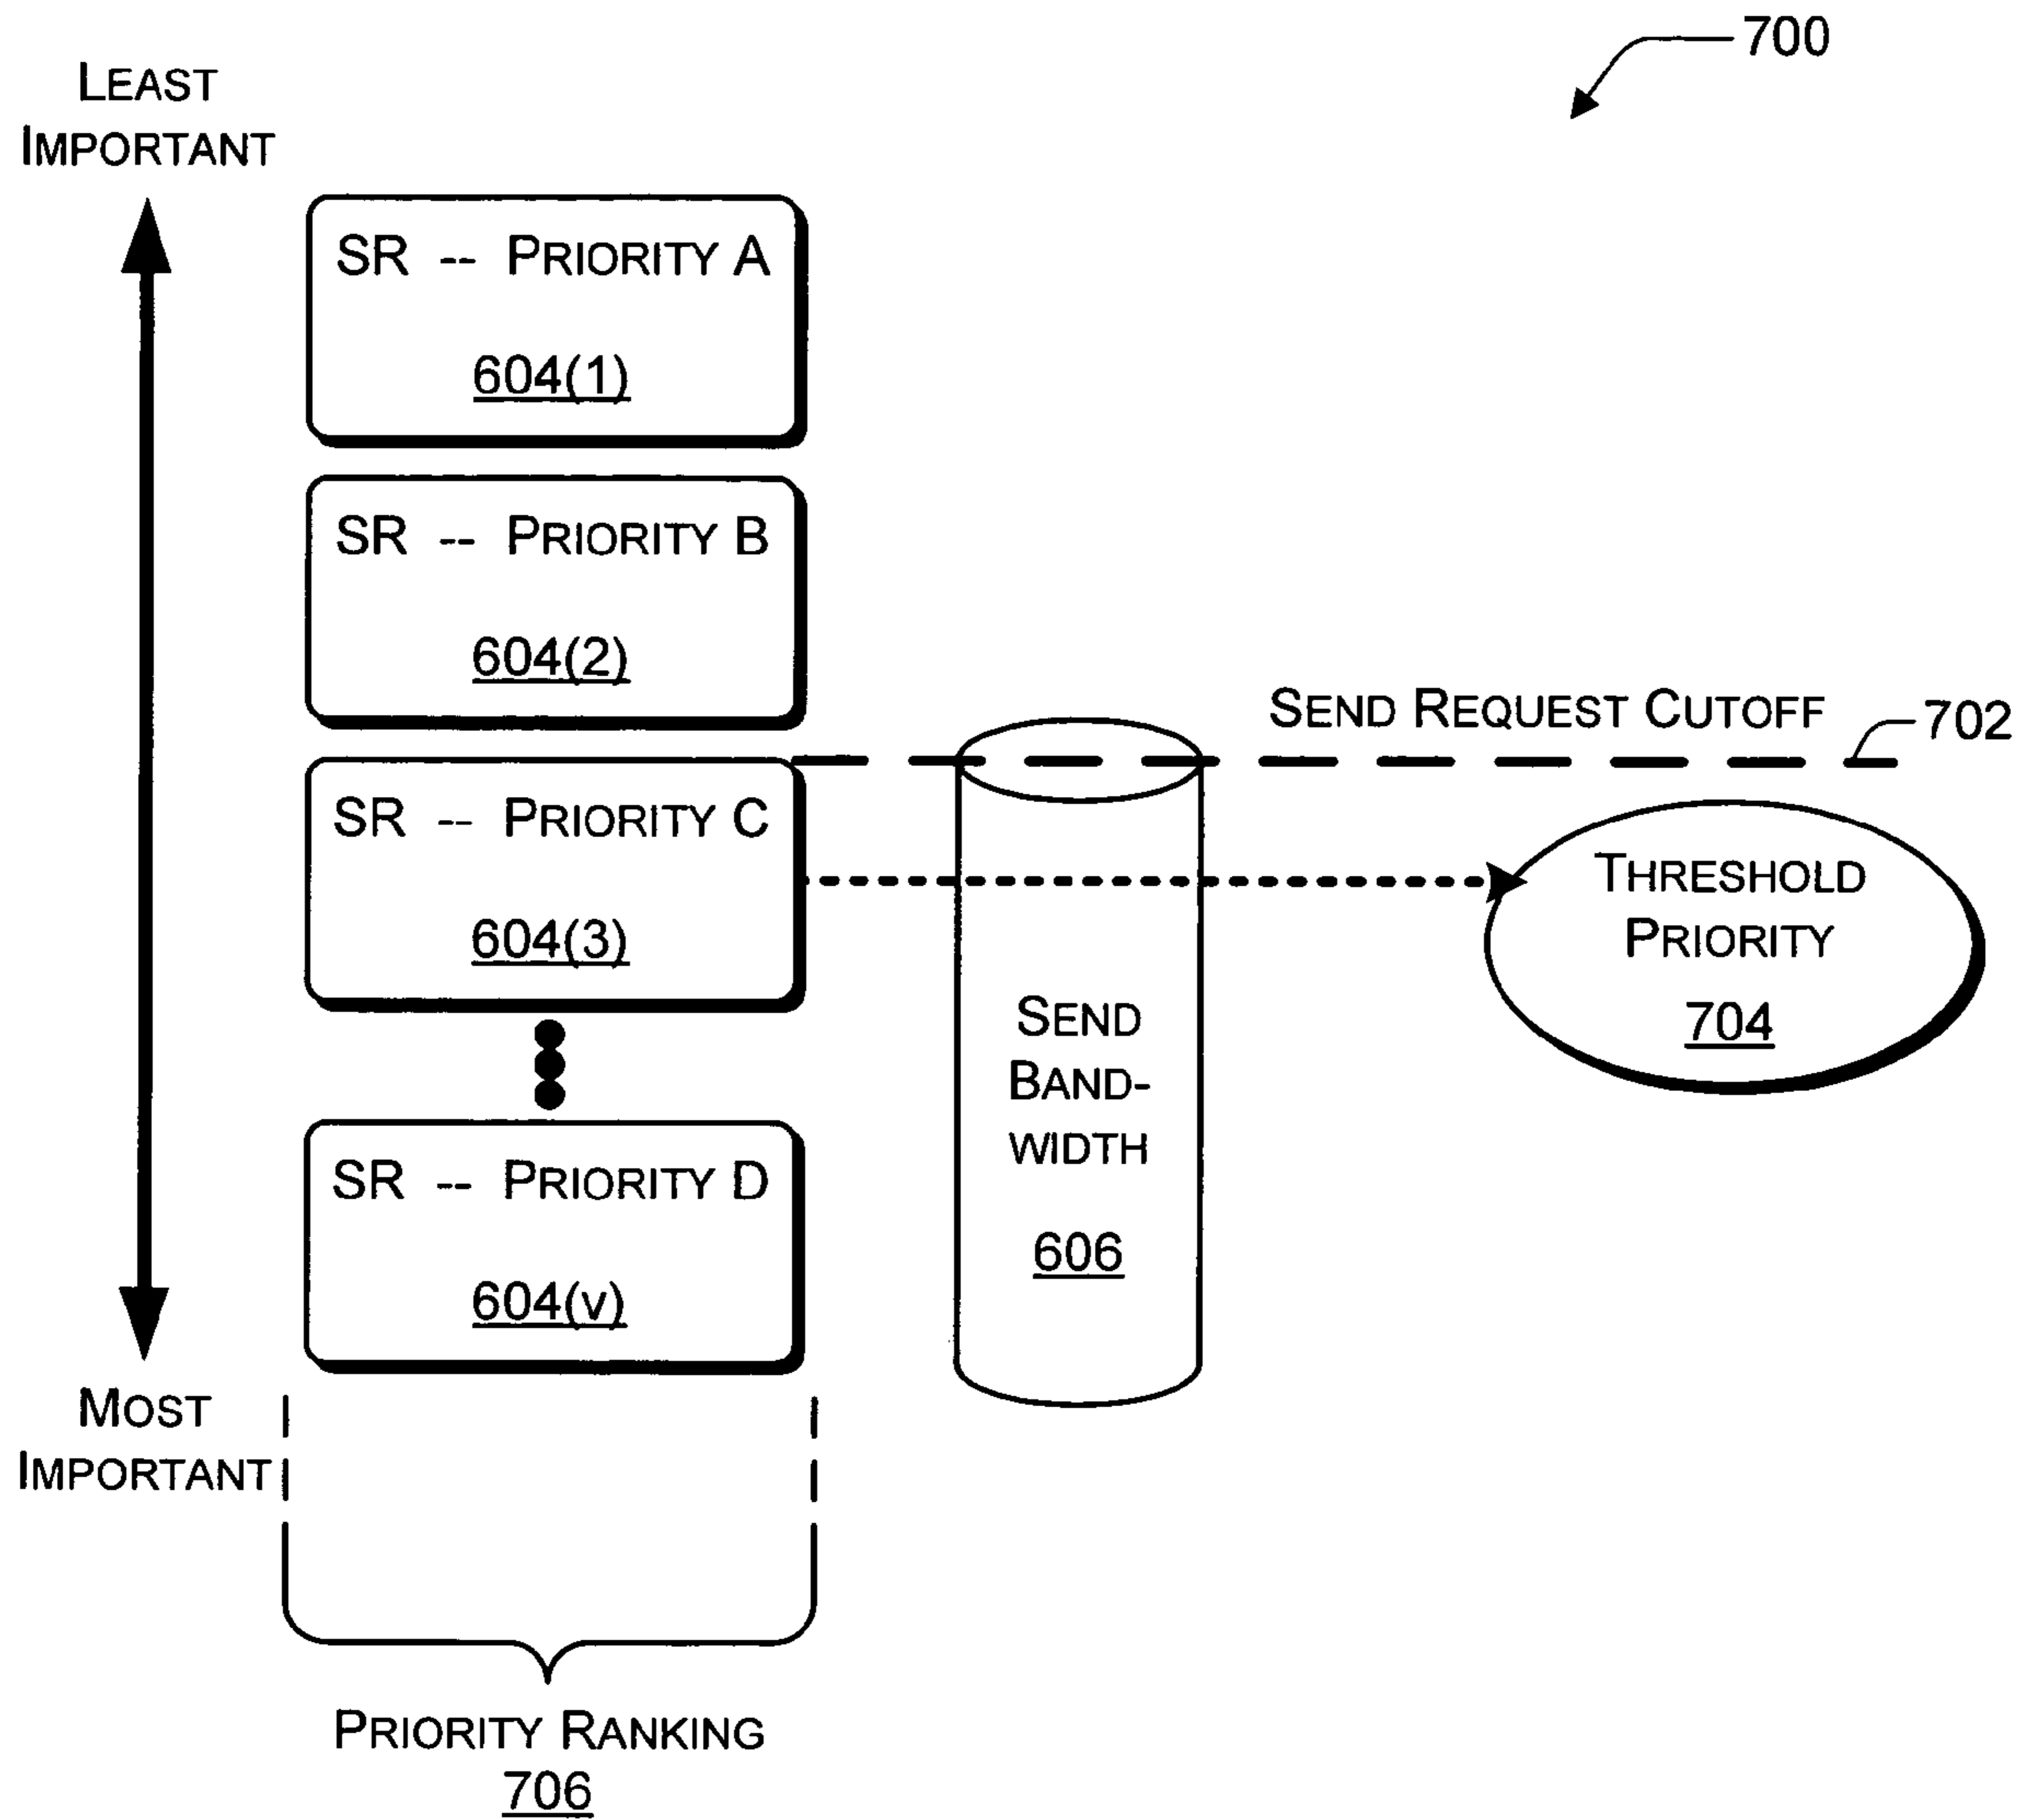 700
LEAST
IMPORTANT
SR -- PRIORITY A
604(1)
SR -- PRIORITY B
604(2)
SEND REQUEST CUTOFF
702
SR -- PRIORITY C
604(3)
THRESHOLD
PRIORITY
704
SEND
BAND-
WIDTH
606
SR -- PRIORITY D
604(v)
MOST
IMPORTANT
PRIORITY RANKING
706